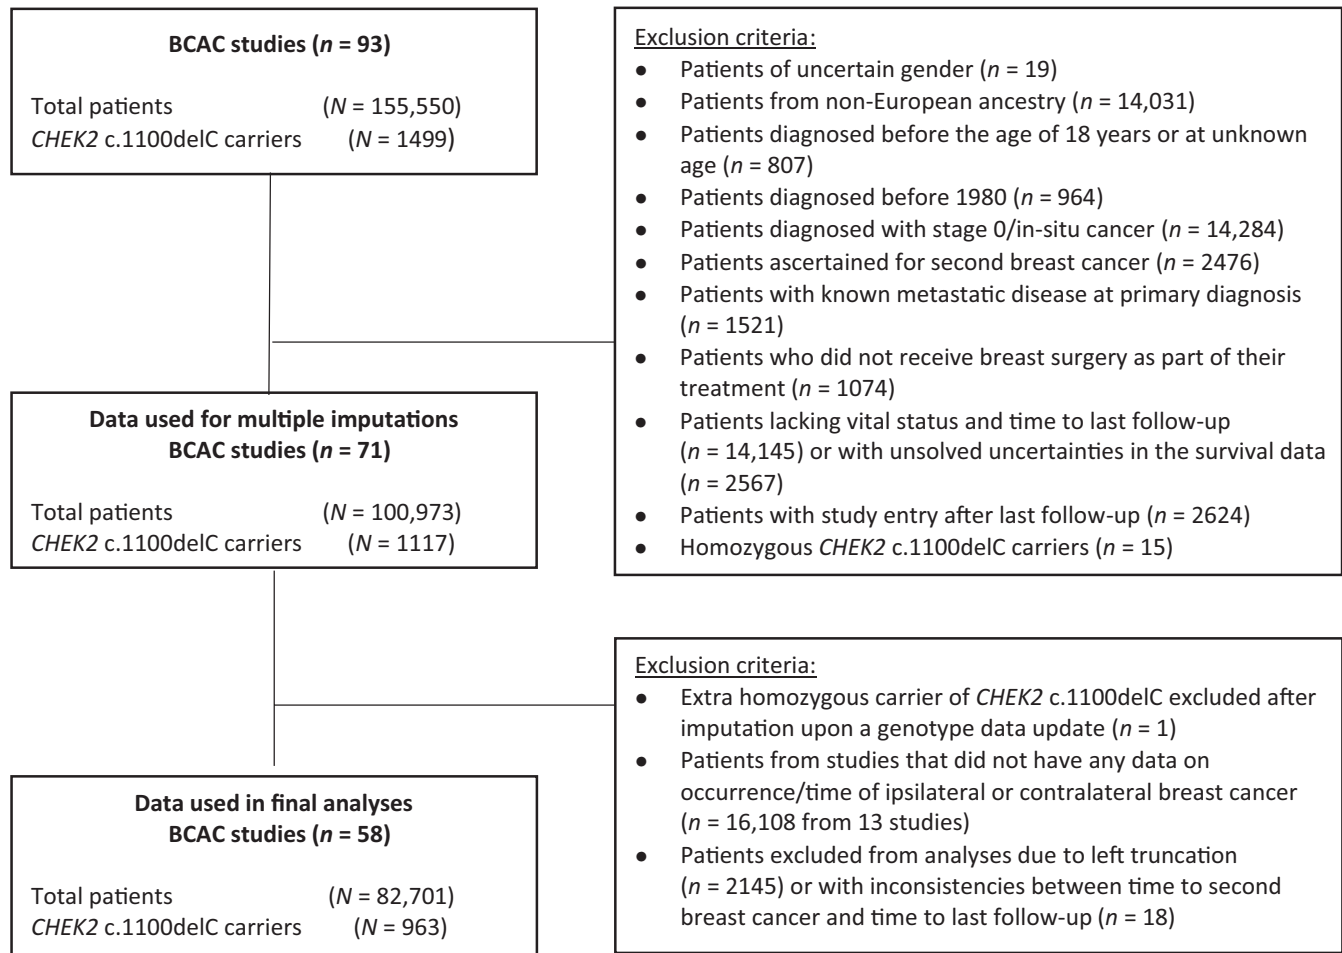 BCAC studies (n = 93)
Total patients (N = 155,550)
CHEK2 c.1100delC carriers (N = 1499)
Exclusion criteria:
● Patients of uncertain gender (n = 19)
● Patients from non-European ancestry (n = 14,031)
● Patients diagnosed before the age of 18 years or at unknown
age (n = 807)
● Patients diagnosed before 1980 (n = 964)
● Patients diagnosed with stage 0/in-situ cancer (n = 14,284)
● Patients ascertained for second breast cancer (n = 2476)
● Patients with known metastatic disease at primary diagnosis
(n = 1521)
● Patients who did not receive breast surgery as part of their
treatment (n = 1074)
● Patients lacking vital status and time to last follow-up
(n = 14,145) or with unsolved uncertainties in the survival data
(n = 2567)
● Patients with study entry after last follow-up (n = 2624)
● Homozygous CHEK2 c.1100delC carriers (n = 15)
Data used for multiple imputations
BCAC studies (n = 71)
Total patients (N = 100,973)
CHEK2 c.1100delC carriers (N = 1117)
Exclusion criteria:
● Extra homozygous carrier of CHEK2 c.1100delC excluded after
imputation upon a genotype data update (n = 1)
● Patients from studies that did not have any data on
occurrence/time of ipsilateral or contralateral breast cancer
(n = 16,108 from 13 studies)
● Patients excluded from analyses due to left truncation
(n = 2145) or with inconsistencies between time to second
breast cancer and time to last follow-up (n = 18)
Data used in final analyses
BCAC studies (n = 58)
Total patients (N = 82,701)
CHEK2 c.1100delC carriers (N = 963)